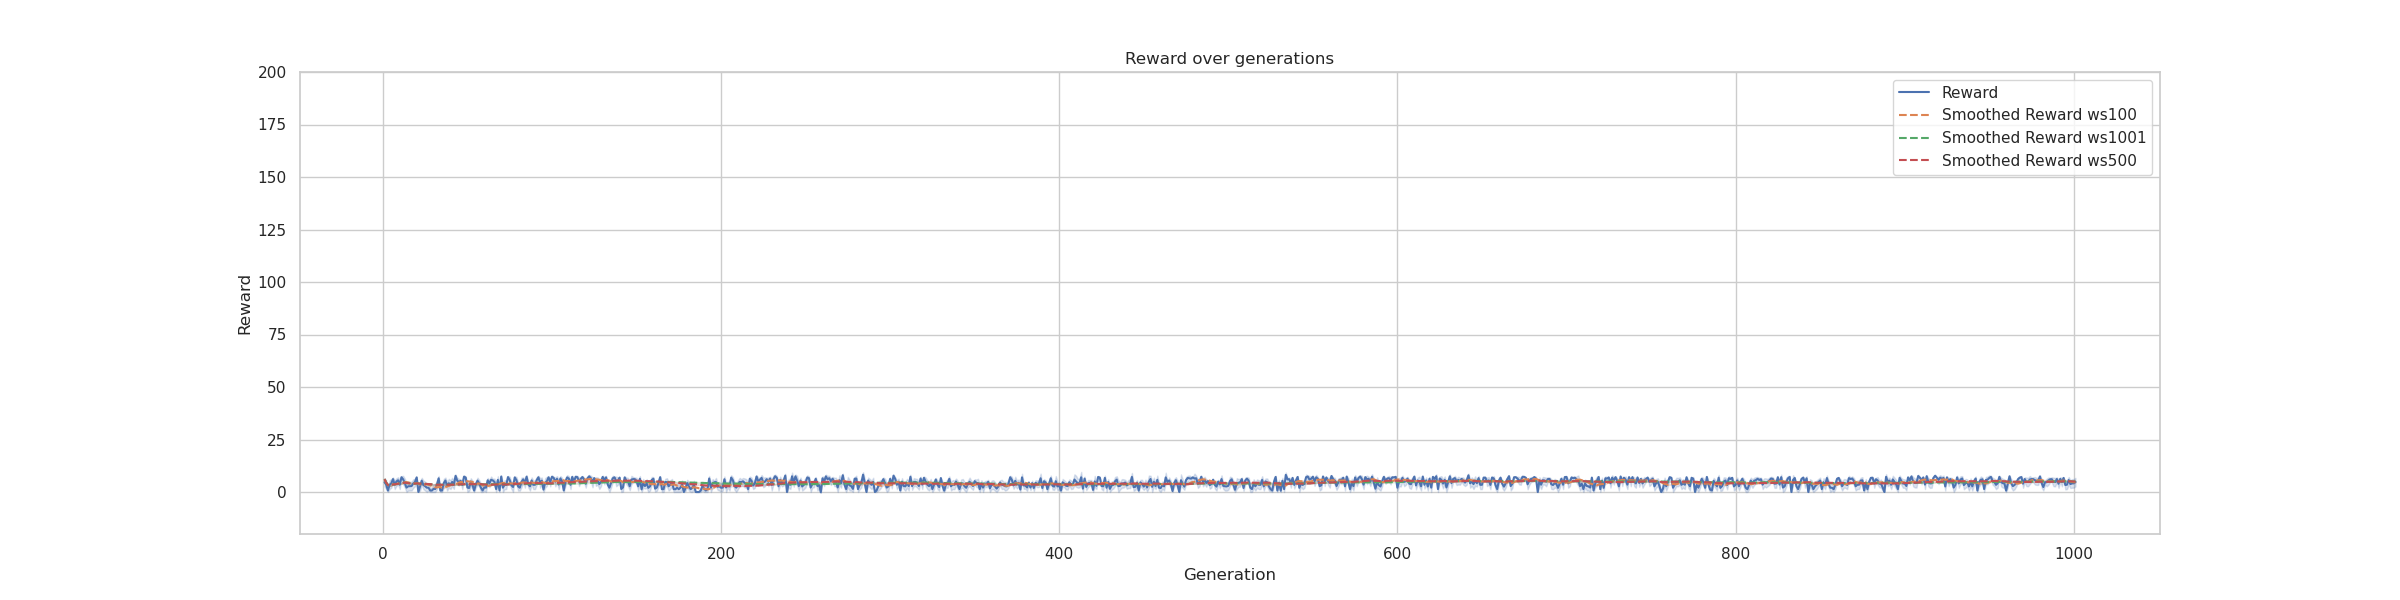 Reward over generations
200
175
150
125
100
75
50
25
0
Reward
0 200 400 600 800 1000
Generation
Reward
Smoothed Reward ws100
Smoothed Reward ws1001
Smoothed Reward ws500